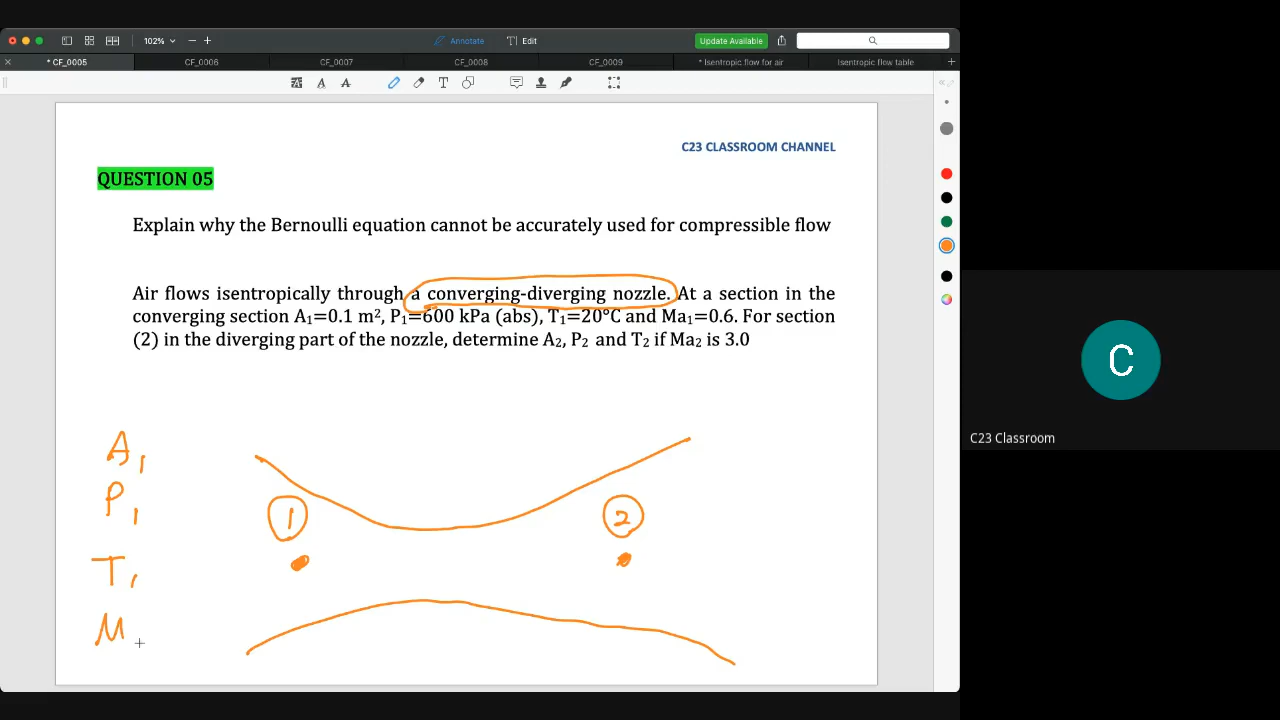 102%
Annotate
Edit
Update Available
* CF_0005
CF_0006
CF_0007
CF_0008
CF_0009
* Isentropic flow for air
Isentropic flow table
C23 CLASSROOM CHANNEL
QUESTION 05
Explain why the Bernoulli equation cannot be accurately used for compressible flow
Air flows isentropically through a converging-diverging nozzle. At a section in the
converging section A₁=0.1 m², P₁=600 kPa (abs), T₁=20°C and Ma₁=0.6. For section
(2) in the diverging part of the nozzle, determine A₂, P₂ and T₂ if Ma₂ is 3.0
A₁
P₁
T₁
M
1
2
C
C23 Classroom